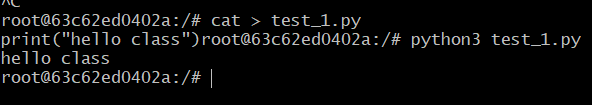 ^C
root@63c62ed0402a:/# cat > test_1.py
print("hello class")root@63c62ed0402a:/# python3 test_1.py
hello class
root@63c62ed0402a:/#